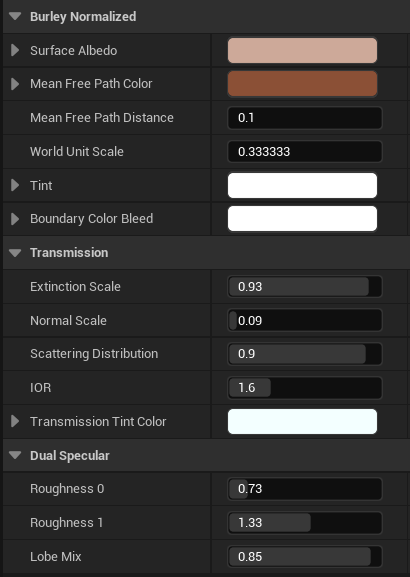 Burley Normalized
Surface Albedo
Mean Free Path Color
Mean Free Path Distance 0.1
World Unit Scale 0.333333
Tint
Boundary Color Bleed
Transmission
Extinction Scale 0.93
Normal Scale 0.09
Scattering Distribution 0.9
IOR 1.6
Transmission Tint Color
Dual Specular
Roughness 0 0.73
Roughness 1 1.33
Lobe Mix 0.85